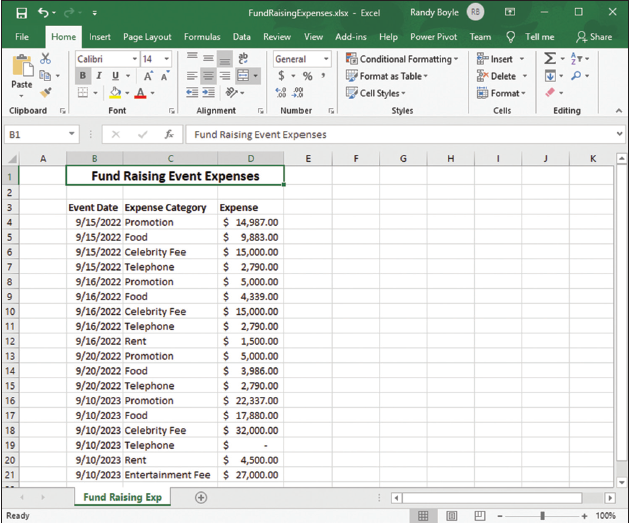 FundRaisingExpenses.xlsx - Excel Randy Boyle RB
File Home Insert Page Layout Formulas Data Review View Add-ins Help Power Pivot Team Tell me Share
Calibri 14 General Conditional Formatting Insert
Paste B I U A A $ % , Format as Table Delete
A Cell Styles Format
Clipboard Font Alignment Number Styles Cells Editing
B1 fx Fund Raising Event Expenses
A B C D E F G H I J K
1 Fund Raising Event Expenses
2
3 Event Date Expense Category Expense
4 9/15/2022 Promotion $ 14,987.00
5 9/15/2022 Food $ 9,883.00
6 9/15/2022 Celebrity Fee $ 15,000.00
7 9/15/2022 Telephone $ 2,790.00
8 9/16/2022 Promotion $ 5,000.00
9 9/16/2022 Food $ 4,339.00
10 9/16/2022 Celebrity Fee $ 15,000.00
11 9/16/2022 Telephone $ 2,790.00
12 9/16/2022 Rent $ 1,500.00
13 9/20/2022 Promotion $ 5,000.00
14 9/20/2022 Food $ 3,986.00
15 9/20/2022 Telephone $ 2,790.00
16 9/10/2023 Promotion $ 22,337.00
17 9/10/2023 Food $ 17,880.00
18 9/10/2023 Celebrity Fee $ 32,000.00
19 9/10/2023 Telephone $ -
20 9/10/2023 Rent $ 4,500.00
21 9/10/2023 Entertainment Fee $ 27,000.00
Fund Raising Exp
Ready 100%